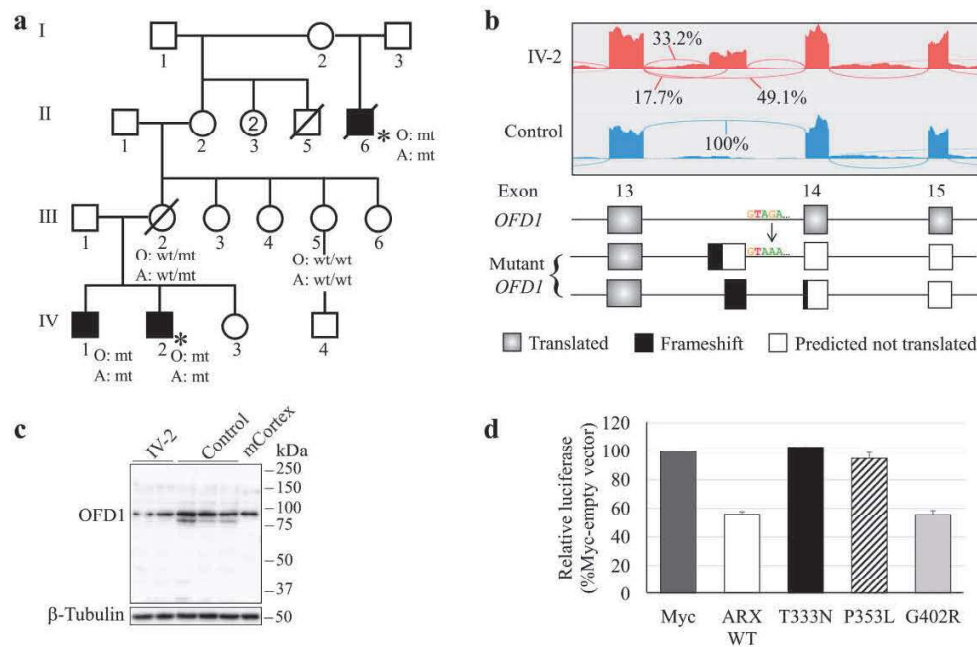 a
I
1
2
3
II
1
2
2
3
5
6
* O: mt
A: mt
III
1
2
3
4
5
6
O: wt/mt
A: wt/mt
O: wt/wt
A: wt/wt
IV
1
2
*
3
4
O: mt
A: mt
O: mt
A: mt
b
IV-2
33.2%
17.7%
49.1%
Control
100%
Exon
13
14
15
OFD1
GTAGA...
Mutant
OFD1
GTAAA...
Translated
Frameshift
Predicted not translated
c
IV-2
Control
mCortex
kDa
250
150
100
75
50
37
OFD1
β-Tubulin
50
d
Relative luciferase
(%Myc-empty vector)
120
100
80
60
40
20
0
Myc
ARX
WT
T333N
P353L
G402R